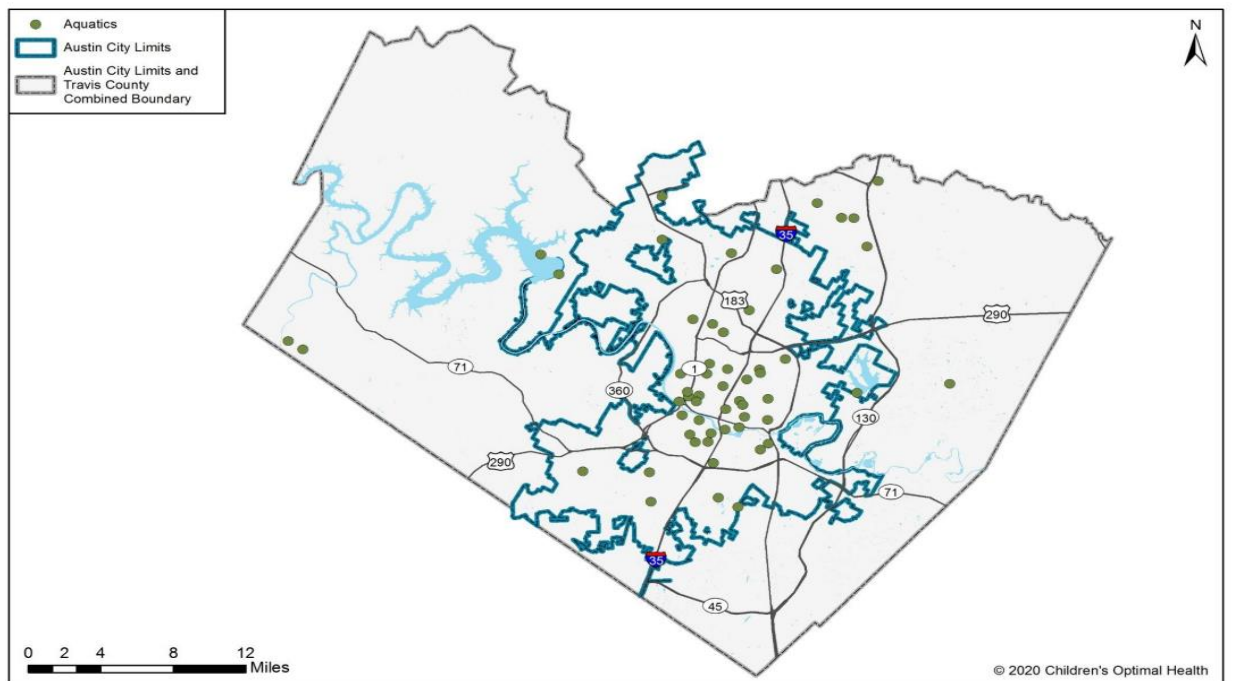 Aquatics
Austin City Limits
Austin City Limits and
Travis County
Combined Boundary
N
35
183
290
1
71
360
130
290
71
35
45
0 2 4 8 12
Miles
© 2020 Children's Optimal Health